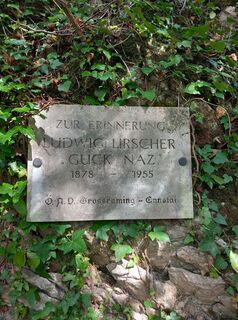 ZUR ERINNERUNG
LUDWIG LIRSCHER
"GUCK NAZ"
1878 - 1955
Ö.A.V. Grossraming - Ennstal